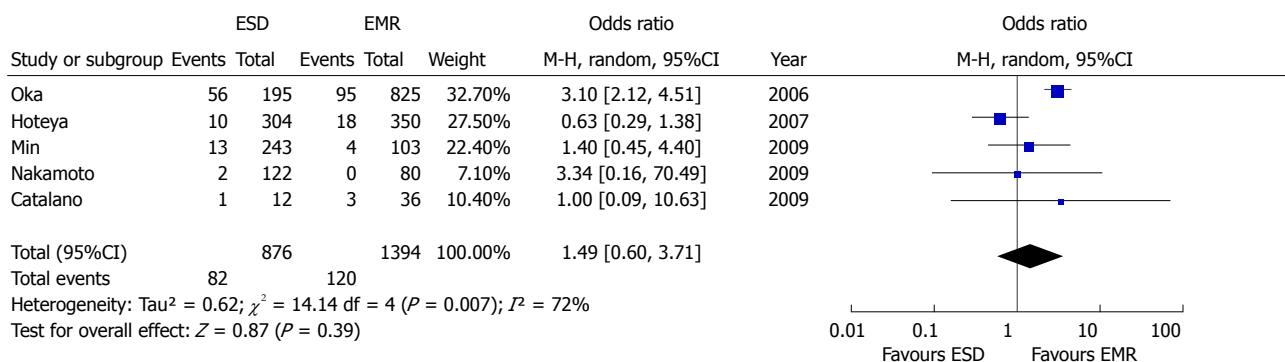 ESD EMR Odds ratio Odds ratio
Study or subgroup Events Total Events Total Weight M-H, random, 95%CI Year M-H, random, 95%CI
Oka 56 195 95 825 32.70% 3.10 [2.12, 4.51] 2006
Hoteya 10 304 18 350 27.50% 0.63 [0.29, 1.38] 2007
Min 13 243 4 103 22.40% 1.40 [0.45, 4.40] 2009
Nakamoto 2 122 0 80 7.10% 3.34 [0.16, 70.49] 2009
Catalano 1 12 3 36 10.40% 1.00 [0.09, 10.63] 2009
Total (95%CI) 876 1394 100.00% 1.49 [0.60, 3.71]
Total events 82 120
Heterogeneity: Tau² = 0.62; χ² = 14.14 df = 4 (P = 0.007); I² = 72%
Test for overall effect: Z = 0.87 (P = 0.39)
0.01 0.1 1 10 100
Favours ESD Favours EMR